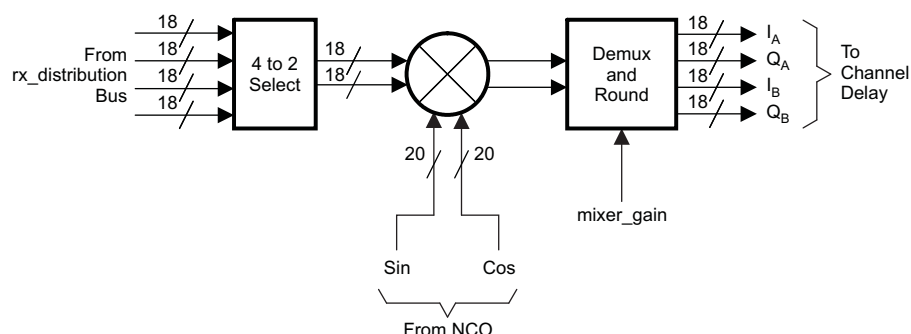 18
18
18
18
From
rx_distribution
Bus
4 to 2
Select
18
18
20
20
Sin
Cos
From NCO
Demux
and
Round
mixer_gain
18
18
18
18
I_A
Q_A
I_B
Q_B
To
Channel
Delay